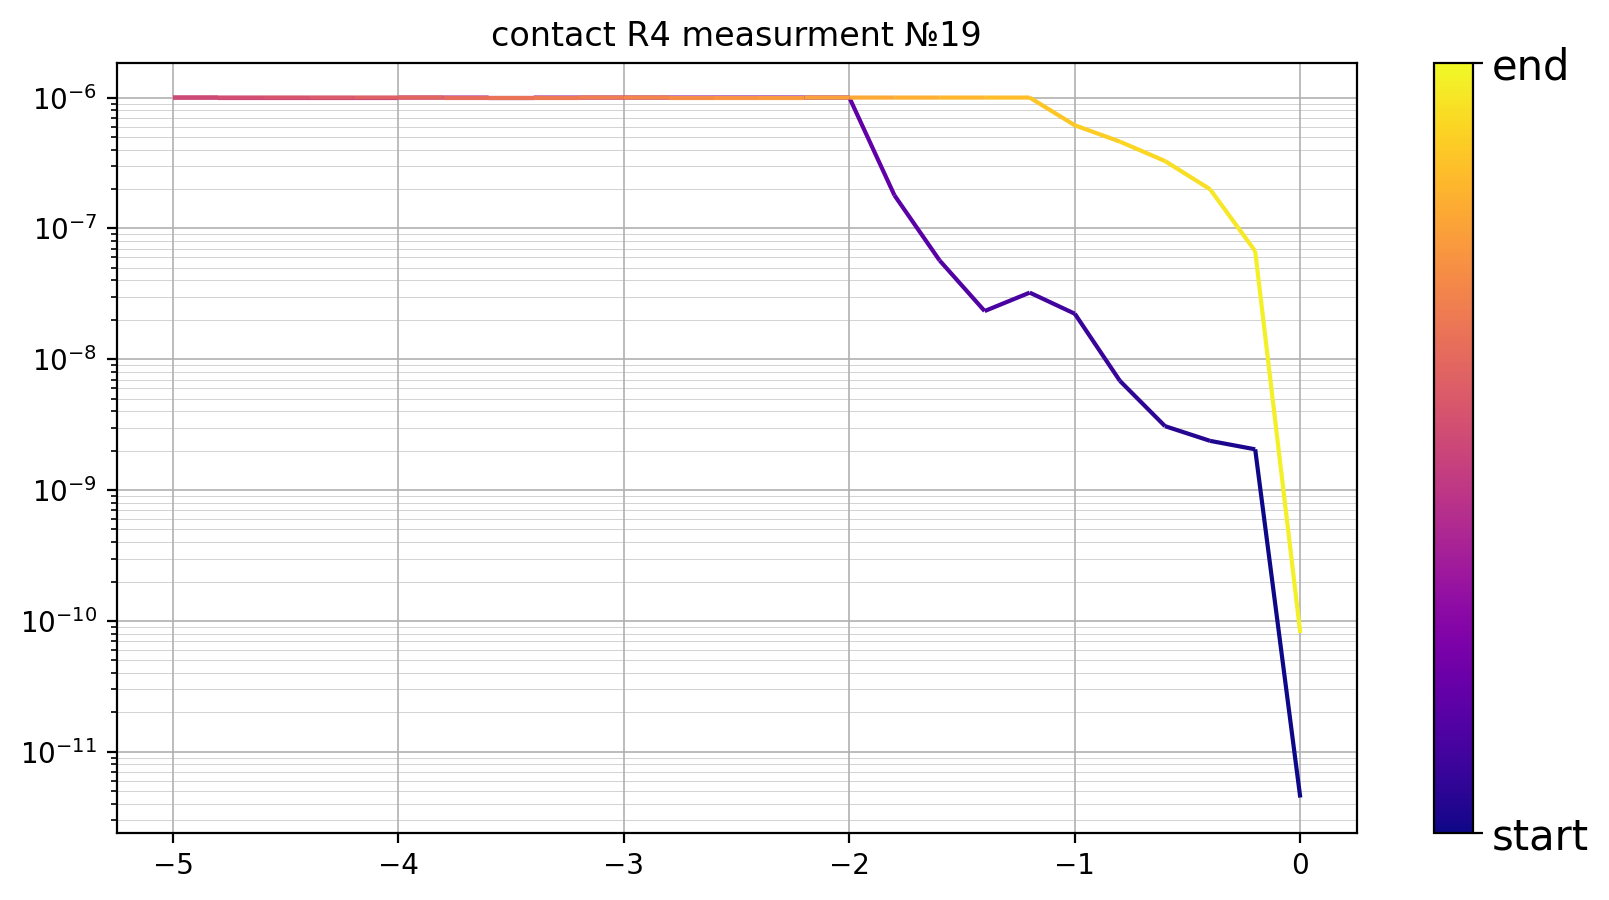 contact R4 measurment №19
10⁻⁶
10⁻⁷
10⁻⁸
10⁻⁹
10⁻¹⁰
10⁻¹¹
−5 −4 −3 −2 −1 0
end
start